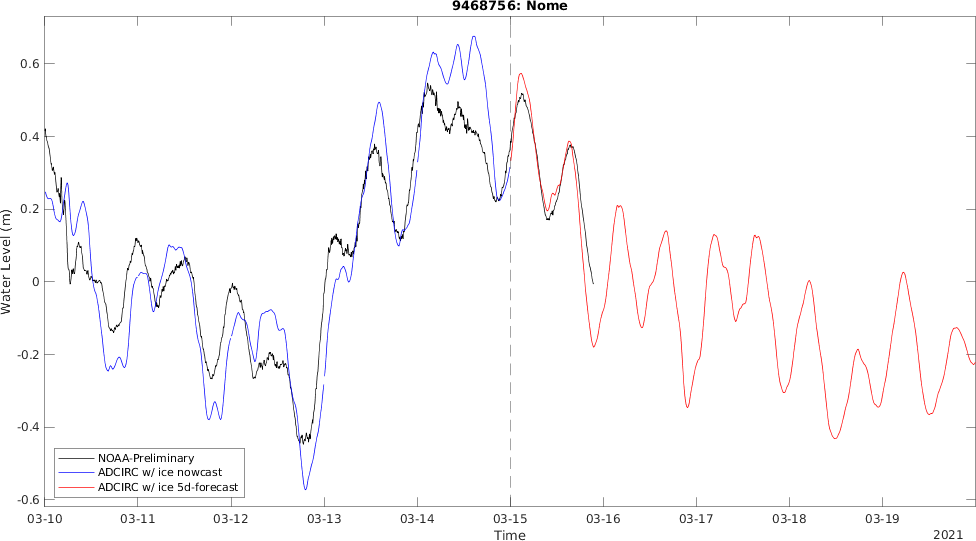 9468756: Nome
Water Level (m)
0.6
0.4
0.2
0
-0.2
-0.4
-0.6
NOAA-Preliminary
ADCIRC w/ ice nowcast
ADCIRC w/ ice 5d-forecast
03-10 03-11 03-12 03-13 03-14 03-15 03-16 03-17 03-18 03-19
Time
2021